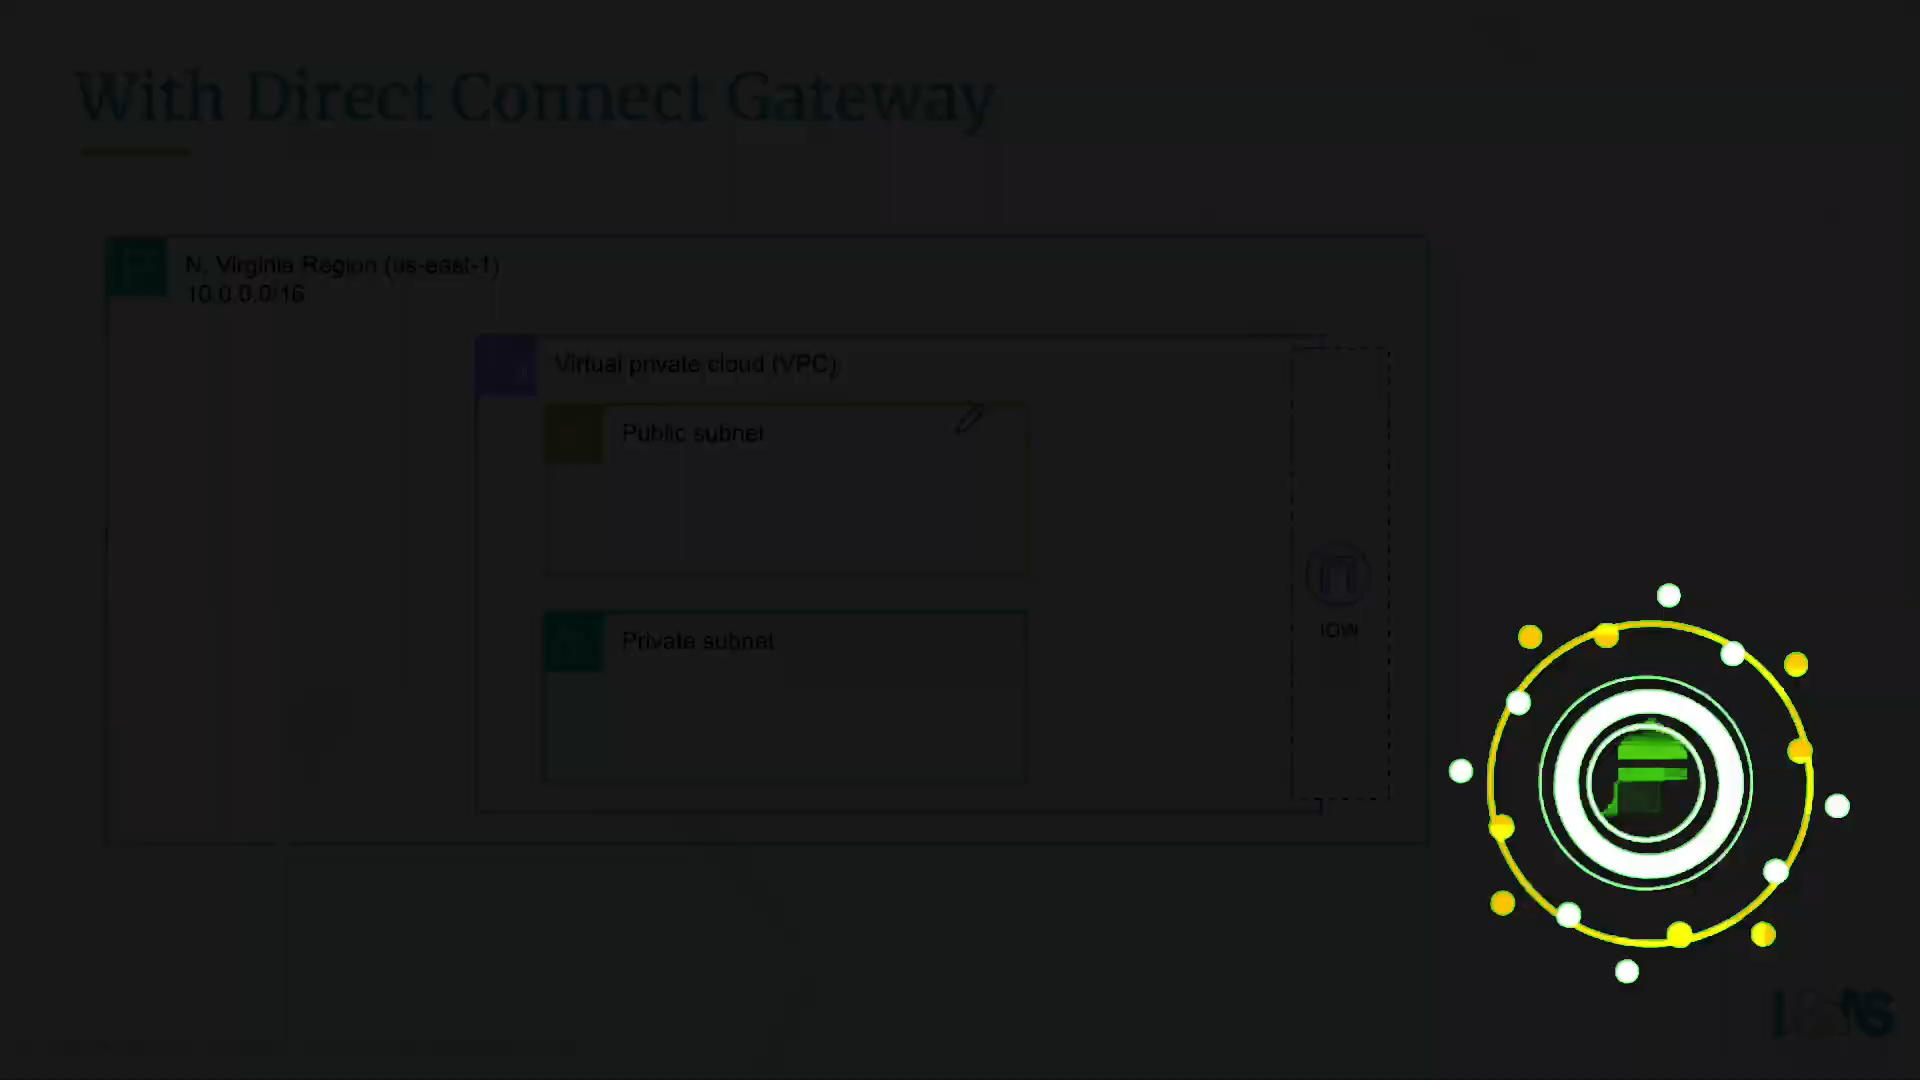 With Direct Connect Gateway
N. Virginia Region (us-east-1)
10.0.0.0/16
Virtual private cloud (VPC)
Public subnet
Private subnet
IGW